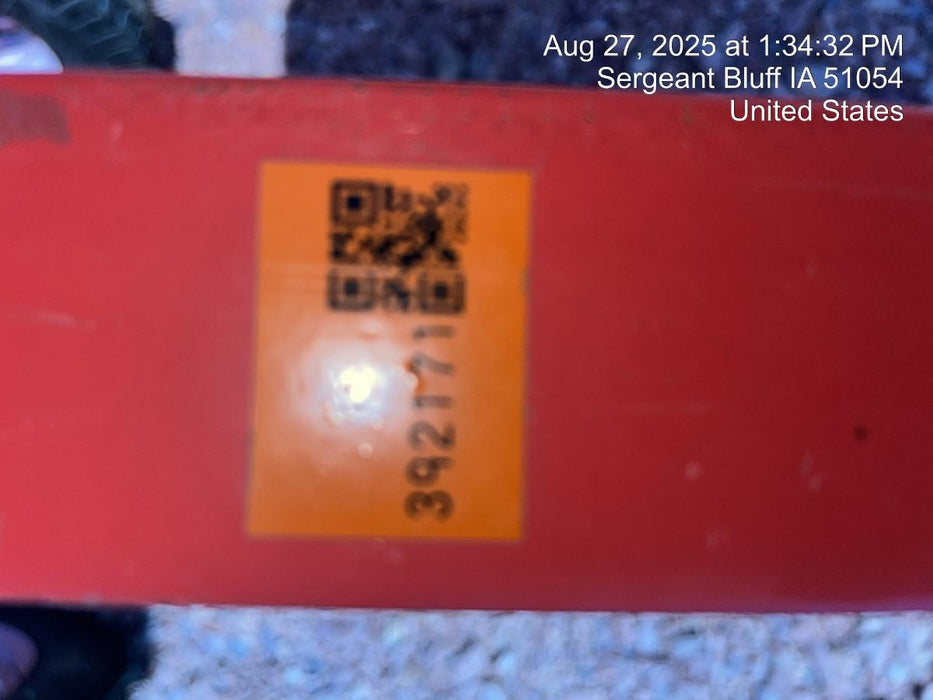 Aug 27, 2025 at 1:34:32 PM
Sergeant Bluff IA 51054
United States
392171